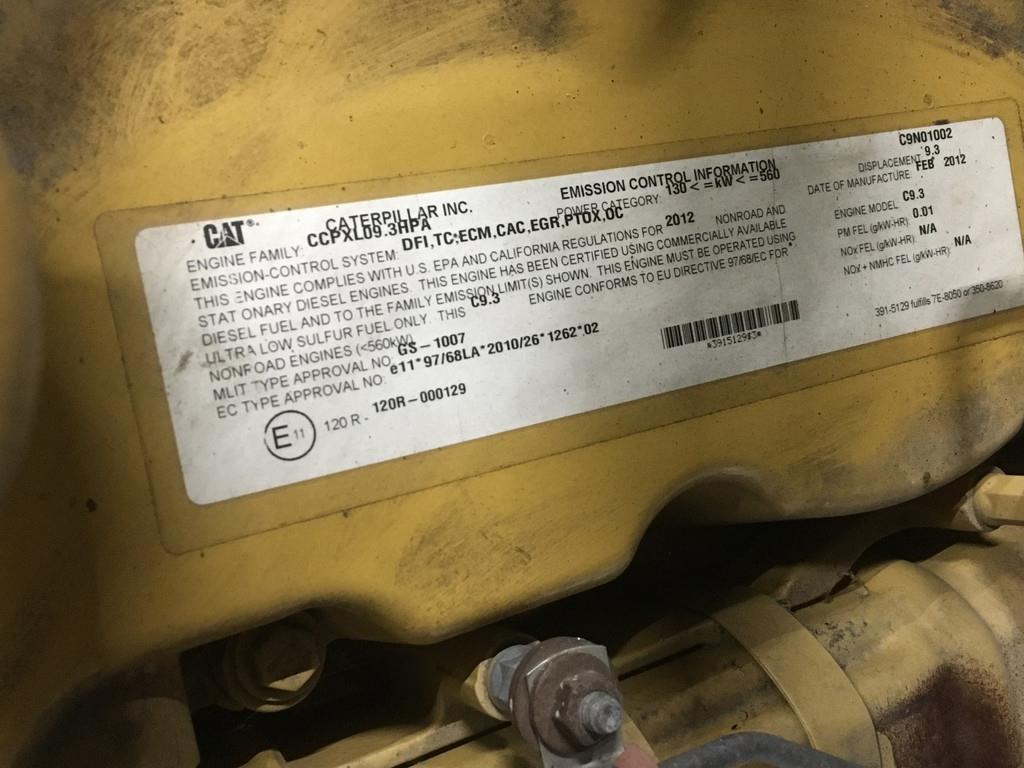 CAT®. CATERPILLAR INC. EMISSION CONTROL INFORMATION C9N01002
ENGINE FAMILY: CCPXL09.3HPA POWER CATEGORY: 130 < =kW < =560 DISPLACEMENT 9.3
EMISSION-CONTROL SYSTEM: DFI,TC,ECM,CAC,EGR,PTOX,OC DATE OF MANUFACTURE: FEB 2012
THIS ENGINE COMPLIES WITH U.S. EPA AND CALIFORNIA REGULATIONS FOR 2012 NONROAD AND
STATIONARY DIESEL ENGINES. THIS ENGINE HAS BEEN CERTIFIED USING COMMERCIALLY AVAILABLE
DIESEL FUEL AND TO THE FAMILY EMISSION LIMIT(S) SHOWN. THIS ENGINE MUST BE OPERATED USING
ULTRA LOW SULFUR FUEL ONLY. THIS C9.3 ENGINE CONFORMS TO EU DIRECTIVE 97/68/EC FOR
NONROAD ENGINES (<560kW)
MLIT TYPE APPROVAL NO: GS-1007
EC TYPE APPROVAL NO: e11*97/68LA*2010/26*1262*02
E11 120 R - 120R-000129
ENGINE MODEL: C9.3
PM FEL (g/kW-HR): 0.01
NOx FEL (g/kW-HR): N/A
NOx + NMHC FEL (g/kW-HR): N/A
*3915129$3*
391-5129 fulfills 7E-8050 or 350-8620